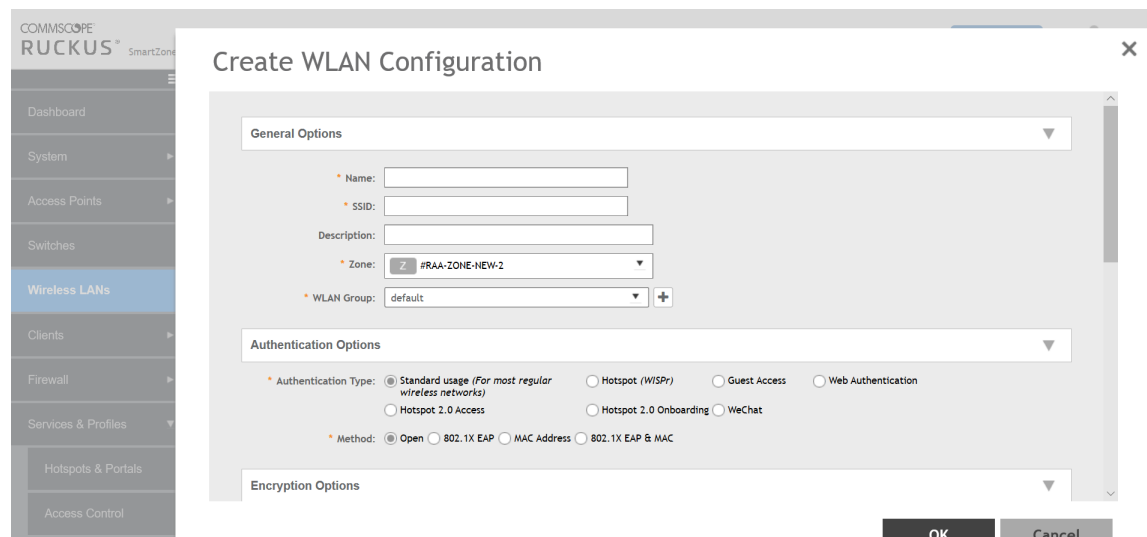 COMMSCOPE
RUCKUS® SmartZone
Create WLAN Configuration
Dashboard
System
Access Points
Switches
Wireless LANs
Clients
Firewall
Services & Profiles
Hotspots & Portals
Access Control
General Options
* Name:
* SSID:
Description:
* Zone: Z #RAA-ZONE-NEW-2
* WLAN Group: default
Authentication Options
* Authentication Type: Standard usage (For most regular wireless networks) Hotspot (WISPr) Guest Access Web Authentication
Hotspot 2.0 Access Hotspot 2.0 Onboarding WeChat
* Method: Open 802.1X EAP MAC Address 802.1X EAP & MAC
Encryption Options
OK Cancel